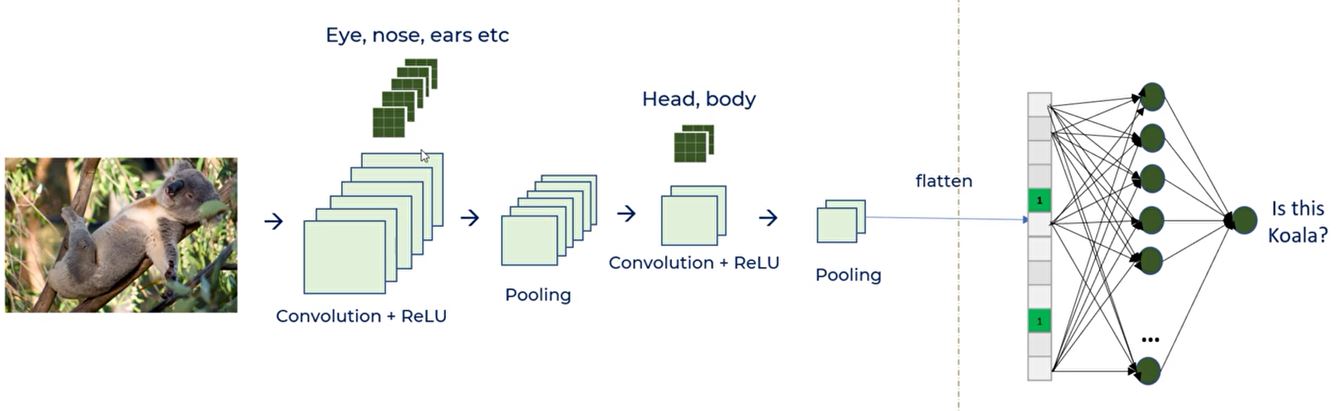 Eye, nose, ears etc
Head, body
flatten
1
1
Convolution + ReLU
Pooling
Convolution + ReLU
Pooling
...
Is this
Koala?